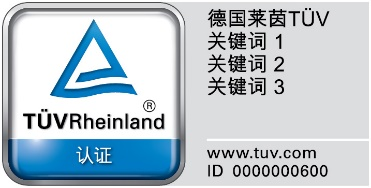 ®
TÜVRheinland
认证
德国莱茵TÜV
关键词 1
关键词 2
关键词 3
www.tuv.com
ID 0000000600